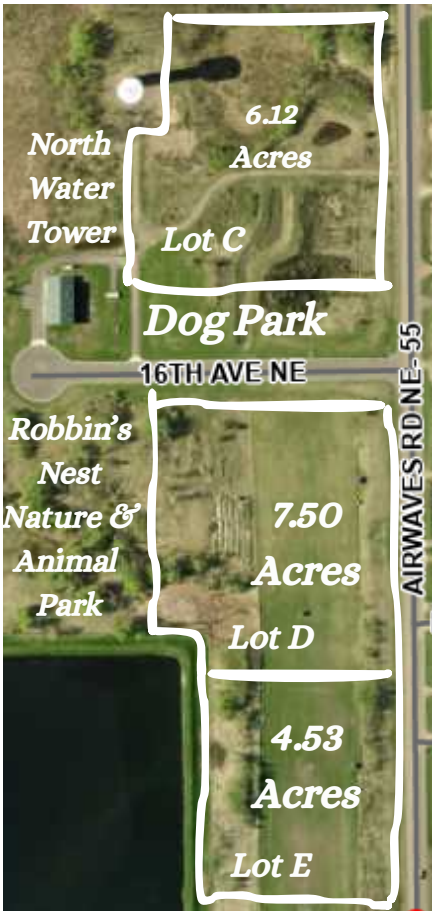 6.12
Acres
North
Water
Tower
Lot C
Dog Park
16TH AVE NE
AIRWAVES RD NE - 55
Robbin's
Nest
Nature &
Animal
Park
7.50
Acres
Lot D
4.53
Acres
Lot E